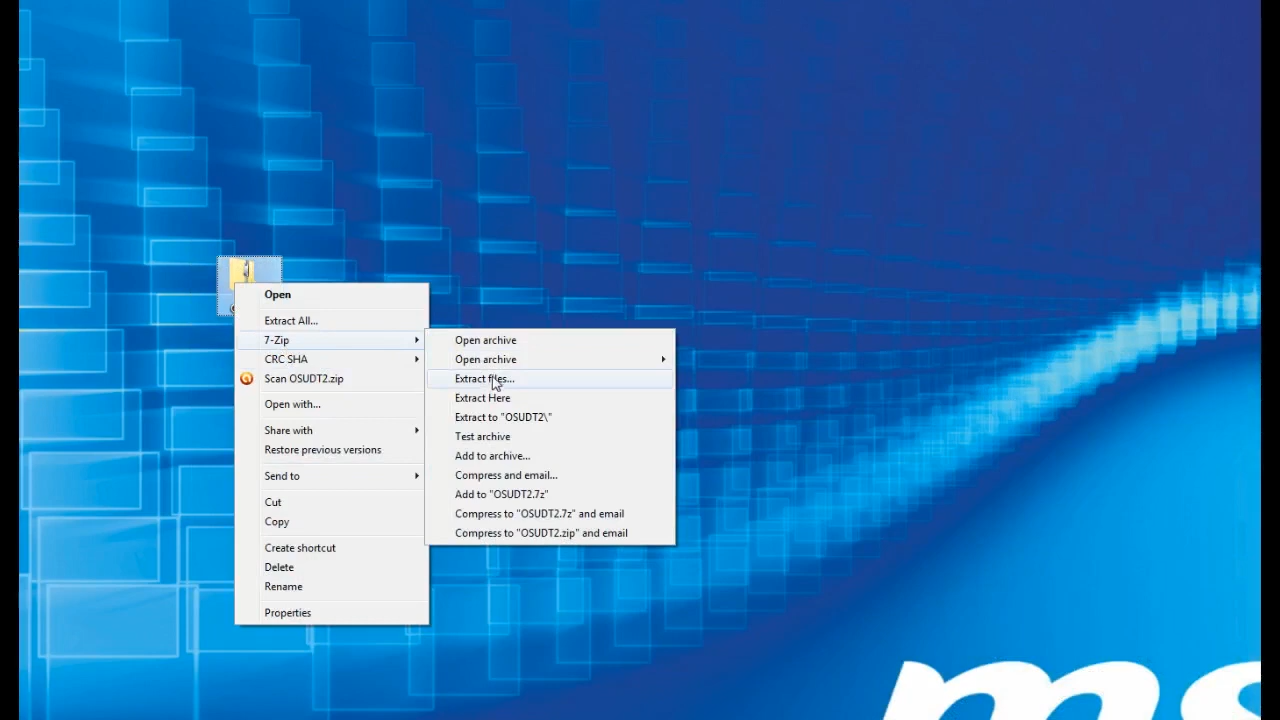 Open
Extract All...
7-Zip
CRC SHA
Scan OSUDT2.zip
Open with...
Share with
Restore previous versions
Send to
Cut
Copy
Create shortcut
Delete
Rename
Properties
Open archive
Open archive
Extract files...
Extract Here
Extract to "OSUDT2\"
Test archive
Add to archive...
Compress and email...
Add to "OSUDT2.7z"
Compress to "OSUDT2.7z" and email
Compress to "OSUDT2.zip" and email
ms